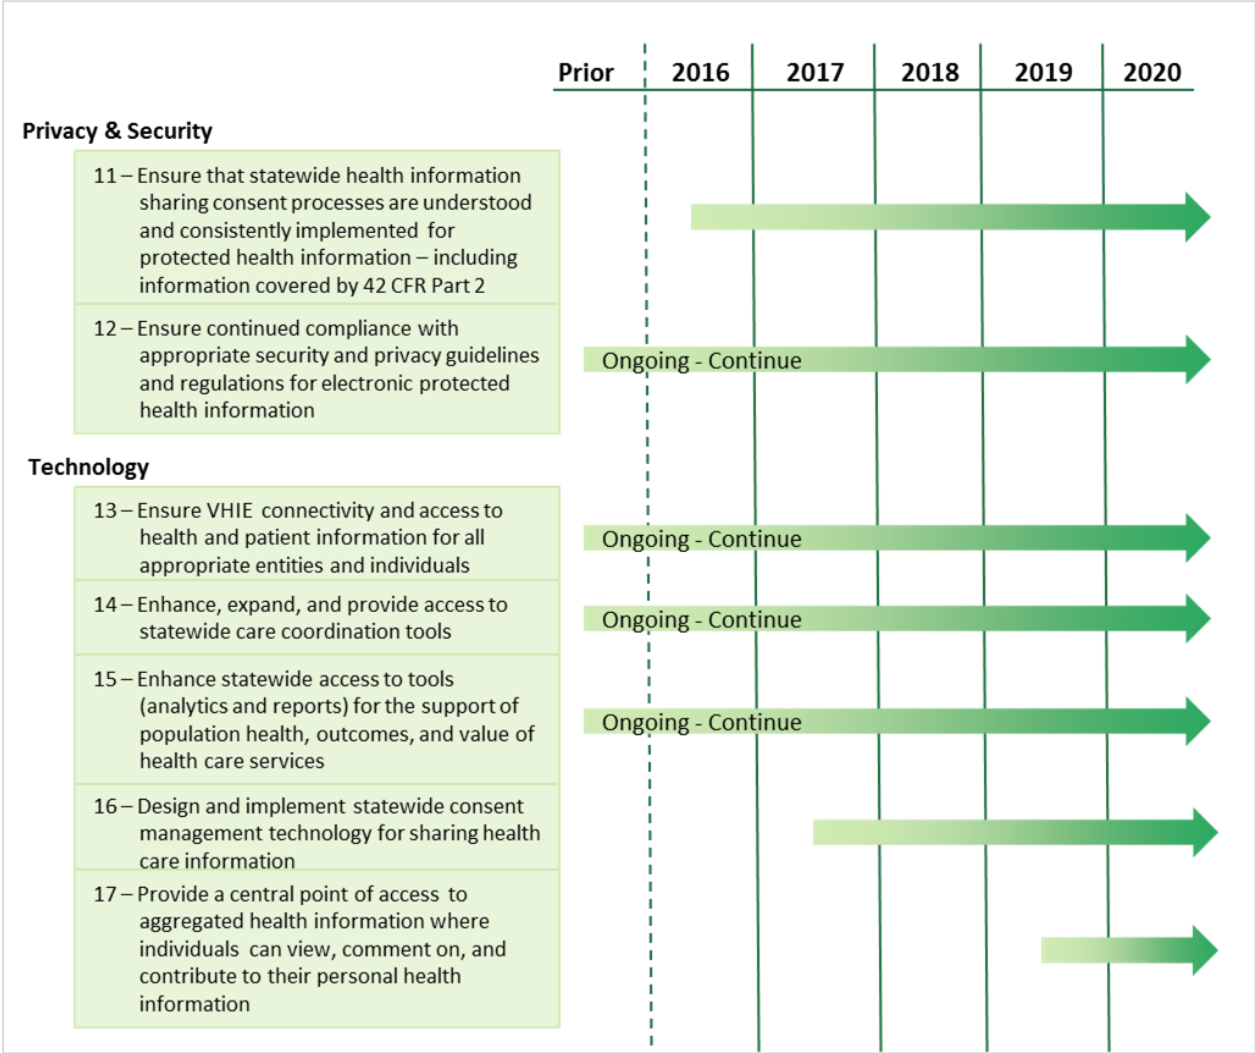 Prior 2016 2017 2018 2019 2020
Privacy & Security
11 – Ensure that statewide health information
sharing consent processes are understood
and consistently implemented for
protected health information – including
information covered by 42 CFR Part 2
12 – Ensure continued compliance with
appropriate security and privacy guidelines
and regulations for electronic protected
health information
Ongoing - Continue
Technology
13 – Ensure VHIE connectivity and access to
health and patient information for all
appropriate entities and individuals
Ongoing - Continue
14 – Enhance, expand, and provide access to
statewide care coordination tools
Ongoing - Continue
15 – Enhance statewide access to tools
(analytics and reports) for the support of
population health, outcomes, and value of
health care services
Ongoing - Continue
16 – Design and implement statewide consent
management technology for sharing health
care information
17 – Provide a central point of access to
aggregated health information where
individuals can view, comment on, and
contribute to their personal health
information